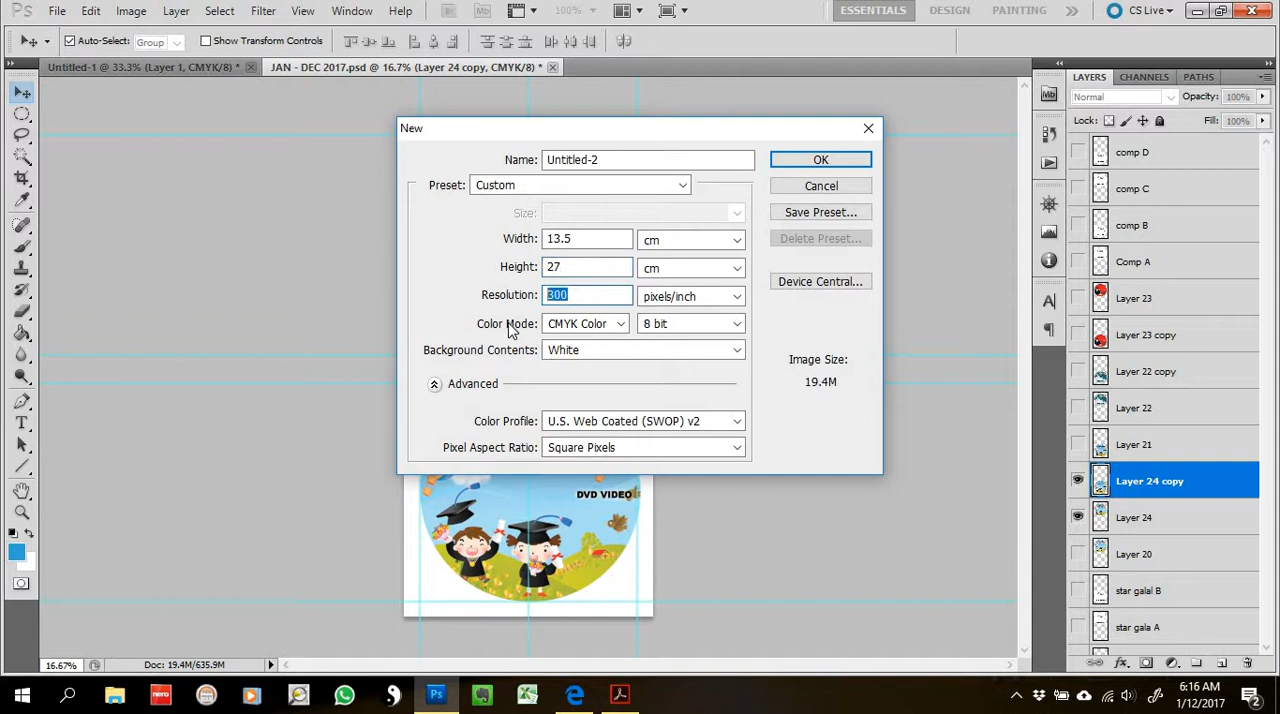 Ps File Edit Image Layer Select Filter View Window Help Br Mb 100% ESSENTIALS DESIGN PAINTING CS Live
Auto-Select: Group Show Transform Controls
Untitled-1 @ 33.3% (Layer 1, CMYK/8) * JAN - DEC 2017.psd @ 16.7% (Layer 24 copy, CMYK/8) *
LAYERS CHANNELS PATHS
Normal Opacity: 100%
Lock: Fill: 100%
comp D
comp C
comp B
Comp A
Layer 23
Layer 23 copy
Layer 22 copy
Layer 22
Layer 21
Layer 24 copy
Layer 24
Layer 20
star galal B
star gala A
Mb
New
Name: Untitled-2 OK
Preset: Custom Cancel
Size: Save Preset...
Width: 13.5 cm Delete Preset...
Height: 27 cm Device Central...
Resolution: 300 pixels/inch
Color Mode: CMYK Color 8 bit
Background Contents: White Image Size:
Advanced 19.4M
Color Profile: U.S. Web Coated (SWOP) v2
Pixel Aspect Ratio: Square Pixels
DVD VIDEO
16.67% Doc: 19.4M/635.9M
nero Ps
6:16 AM
1/12/2017
2